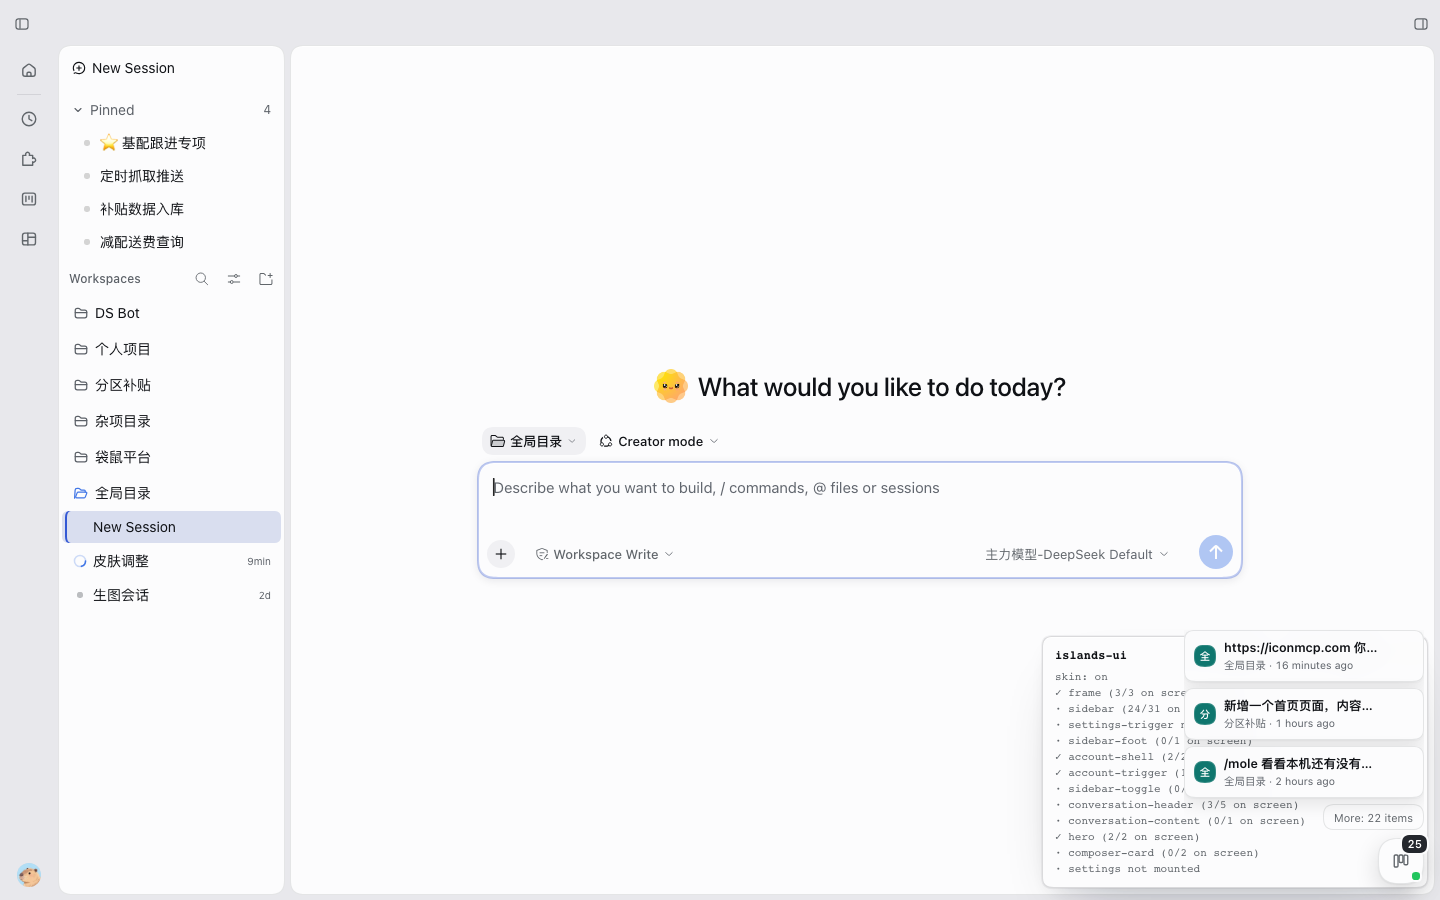 New Session
Pinned 4
基配跟进专项
定时抓取推送
补贴数据入库
减配送费查询
Workspaces
DS Bot
个人项目
分区补贴
杂项目录
袋鼠平台
全局目录
New Session
皮肤调整 9min
生图会话 2d
What would you like to do today?
全局目录 Creator mode
Describe what you want to build, / commands, @ files or sessions
Workspace Write 主力模型-DeepSeek Default
islands-ui
skin: on
✓ frame (3/3 on scre
· sidebar (24/31 on
· settings-trigger
· sidebar-foot (0/1 on screen)
✓ account-shell (2/2
✓ account-trigger (1
· sidebar-toggle (0/
· conversation-header (3/5 on screen)
· conversation-content (0/1 on screen)
✓ hero (2/2 on screen)
· composer-card (0/2 on screen)
· settings not mounted
全 https://iconmcp.com 你...
全局目录 · 16 minutes ago
分 新增一个首页页面，内容...
分区补贴 · 1 hours ago
全 /mole 看看本机还有没有...
全局目录 · 2 hours ago
More: 22 items
25